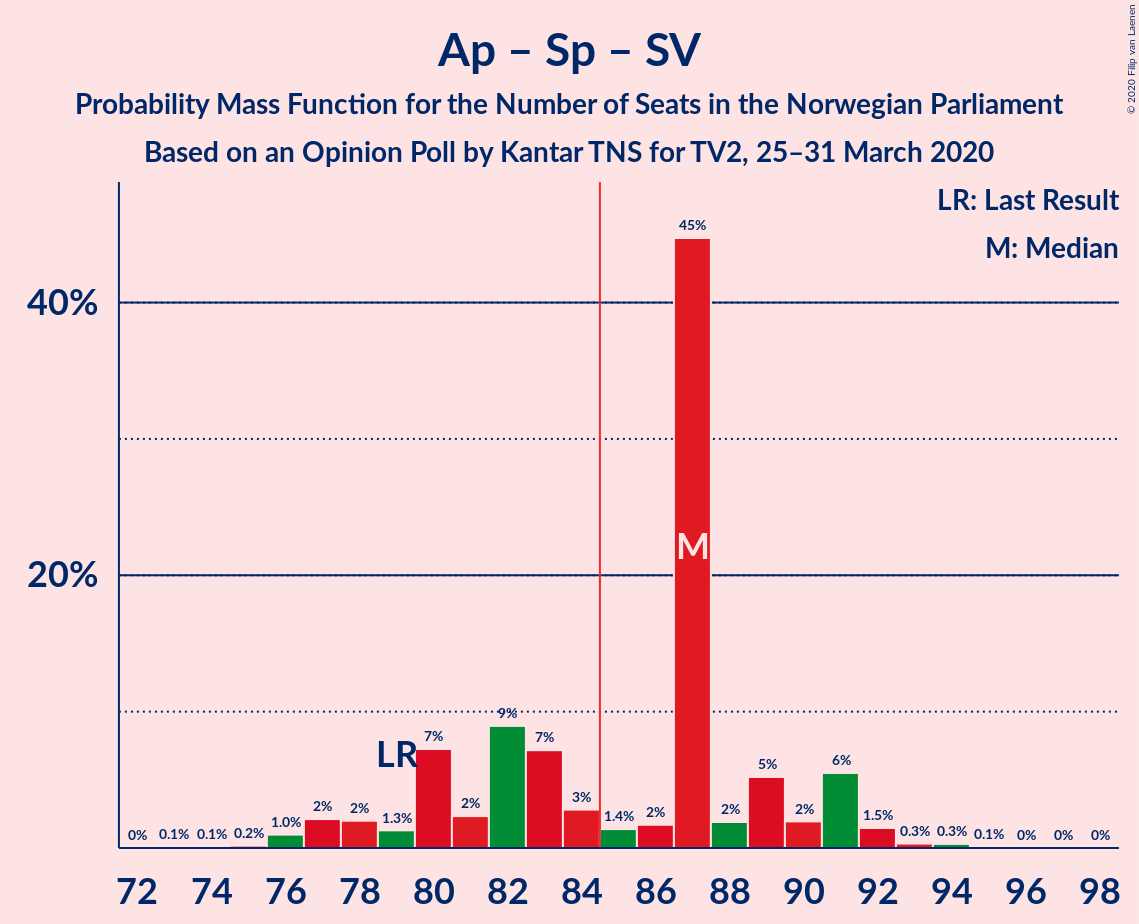 Ap – Sp – SV
Probability Mass Function for the Number of Seats in the Norwegian Parliament
Based on an Opinion Poll by Kantar TNS for TV2, 25–31 March 2020
© 2020 Filip van Laenen
LR: Last Result
M: Median
45%
40%
M
20%
9%
LR 7% 7%
5% 6%
0% 0.1% 0.1% 0.2% 1.0% 2% 2% 1.3% 2% 3% 1.4% 2% 2% 2% 1.5% 0.3% 0.3% 0.1% 0% 0% 0%
72 74 76 78 80 82 84 86 88 90 92 94 96 98